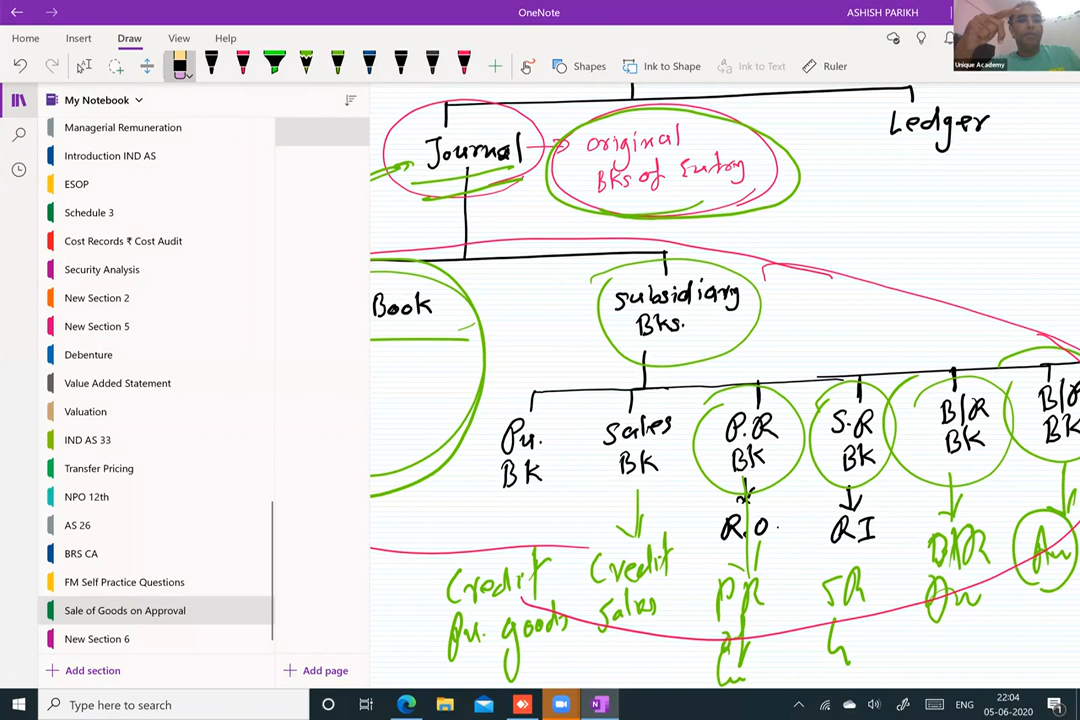 OneNote
ASHISH PARIKH
Home Insert Draw View Help
Unique Academy
Shapes Ink to Shape Ink to Text Ruler
My Notebook
Managerial Remuneration
Introduction IND AS
ESOP
Schedule 3
Cost Records ₹ Cost Audit
Security Analysis
New Section 2
New Section 5
Debenture
Value Added Statement
Valuation
IND AS 33
Transfer Pricing
NPO 12th
AS 26
BRS CA
FM Self Practice Questions
Sale of Goods on Approval
New Section 6
Add section Add page
Journal
original
Bks of Entry
Ledger
Book
Subsidiary
Bks.
Pu.
BK
Sales
BK
P.R
BK
S.R
BK
B/R
BK
BK
R.O.
RI
Credit
Pu. goods
Credit
Sales
PR
SR
Type here to search
ENG
22:04
05-06-2020